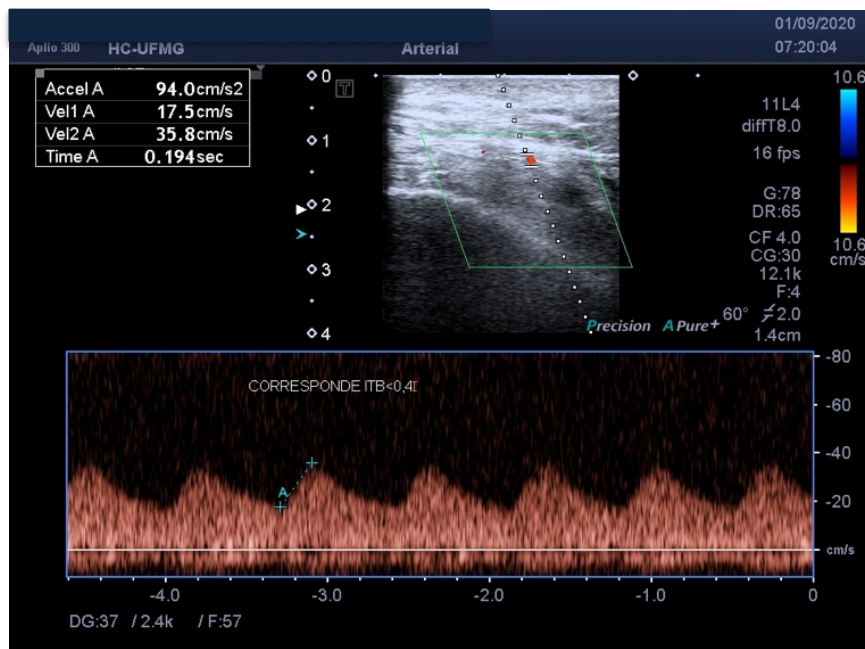 01/09/2020
Aplio 300 HC-UFMG Arterial 07:20:04
Accel A 94.0cm/s2
Vel1 A 17.5cm/s
Vel2 A 35.8cm/s
Time A 0.194sec
T
0
1
2
3
4
10.6
10.6
cm/s
11L4
diffT8.0
16 fps
G:78
DR:65
CF 4.0
CG:30
12.1k
F:4
60° 2.0
1.4cm
Precision A Pure+
CORRESPONDE ITB<0,4
-80
-60
-40
-20
cm/s
-4.0 -3.0 -2.0 -1.0 0
DG:37 / 2.4k / F:57
A